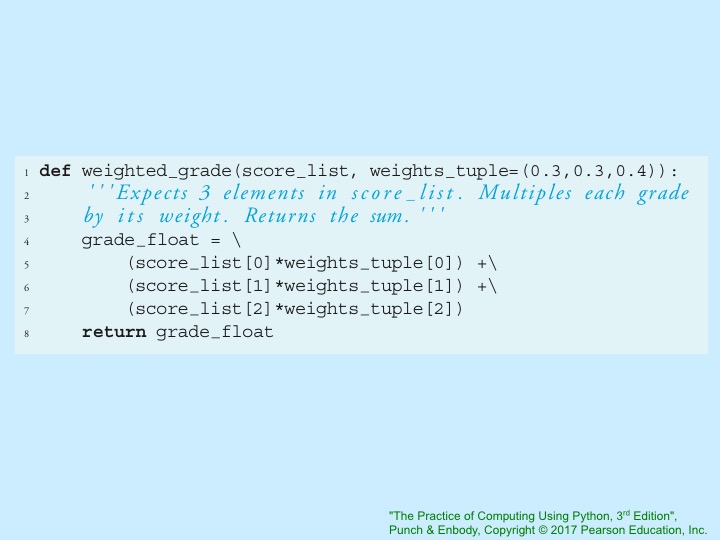 1 def weighted_grade(score_list, weights_tuple=(0.3,0.3,0.4)):
2     '''Expects 3 elements in score_list. Multiples each grade
3     by its weight. Returns the sum.'''
4     grade_float = \
5         (score_list[0]*weights_tuple[0]) +\
6         (score_list[1]*weights_tuple[1]) +\
7         (score_list[2]*weights_tuple[2])
8     return grade_float
"The Practice of Computing Using Python, 3rd Edition",
Punch & Enbody, Copyright © 2017 Pearson Education, Inc.